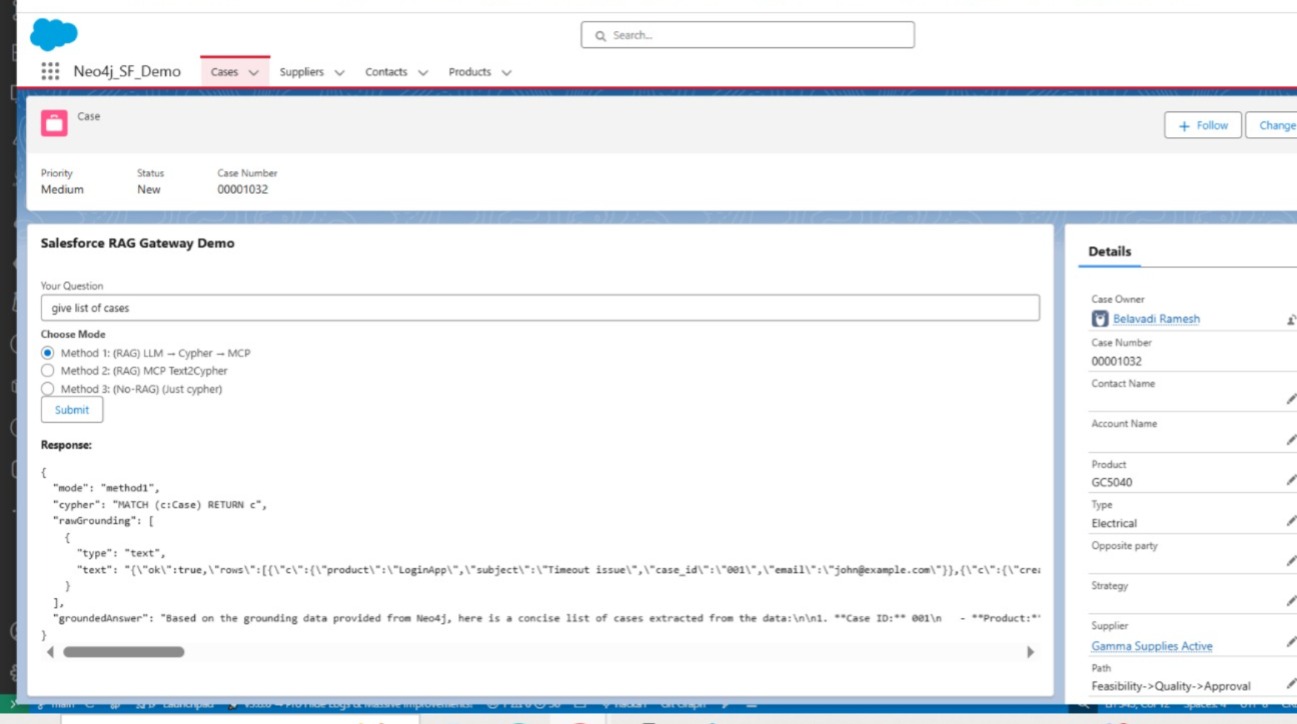 Search...
Neo4j_SF_Demo Cases Suppliers Contacts Products
Case
+ Follow Change
Priority Status Case Number
Medium New 00001032
Salesforce RAG Gateway Demo
Your Question
give list of cases
Choose Mode
Method 1: (RAG) LLM → Cypher → MCP
Method 2: (RAG) MCP Text2Cypher
Method 3: (No-RAG) (Just cypher)
Submit
Response:
{
"mode": "method1",
"cypher": "MATCH (c:Case) RETURN c",
"rawGrounding": [
{
"type": "text",
"text": "{\"ok\":true,\"rows\":[{\"c\":{\"product\":\"LoginApp\",\"subject\":\"Timeout issue\",\"case_id\":\"001\",\"email\":\"john@example.com\"}},{\"c\":{\"crea
}
],
"groundedAnswer": "Based on the grounding data provided from Neo4j, here is a concise list of cases extracted from the data:\n\n1. **Case ID:** 001\n - **Product:**
}
Details
Case Owner
Belavadi Ramesh
Case Number
00001032
Contact Name
Account Name
Product
GC5040
Type
Electrical
Opposite party
Strategy
Supplier
Gamma Supplies Active
Path
Feasibility->Quality->Approval